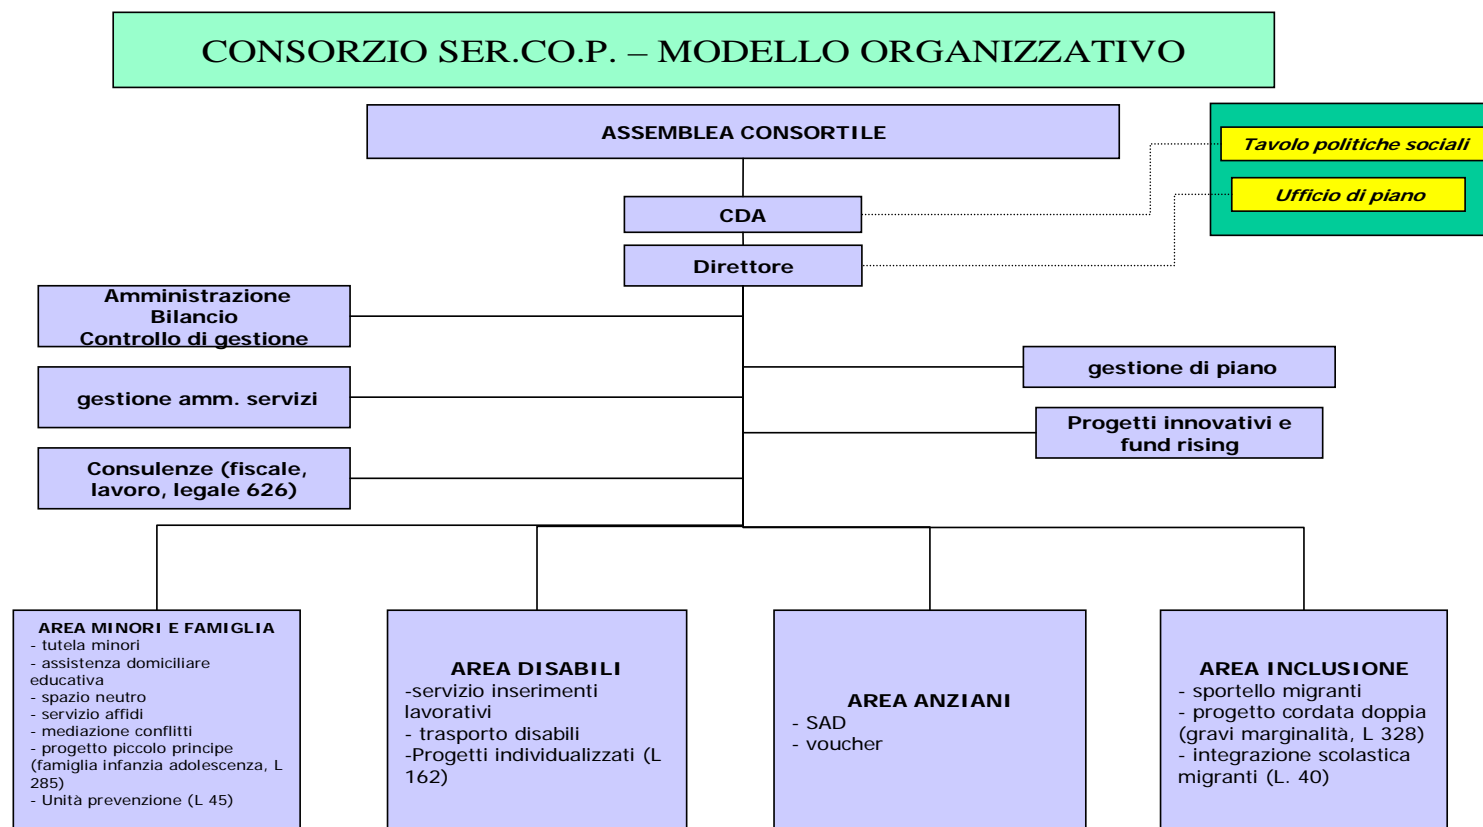 CONSORZIO SER.CO.P. – MODELLO ORGANIZZATIVO
ASSEMBLEA CONSORTILE
Tavolo politiche sociali
Ufficio di piano
CDA
Direttore
Amministrazione
Bilancio
Controllo di gestione
gestione di piano
gestione amm. servizi
Progetti innovativi e
fund rising
Consulenze (fiscale,
lavoro, legale 626)
AREA MINORI E FAMIGLIA
- tutela minori
- assistenza domiciliare
educativa
- spazio neutro
- servizio affidi
- mediazione conflitti
- progetto piccolo principe
(famiglia infanzia adolescenza, L
285)
- Unità prevenzione (L 45)
AREA DISABILI
-servizio inserimenti
lavorativi
- trasporto disabili
-Progetti individualizzati (L
162)
AREA ANZIANI
- SAD
- voucher
AREA INCLUSIONE
- sportello migranti
- progetto cordata doppia
(gravi marginalità, L 328)
- integrazione scolastica
migranti (L. 40)